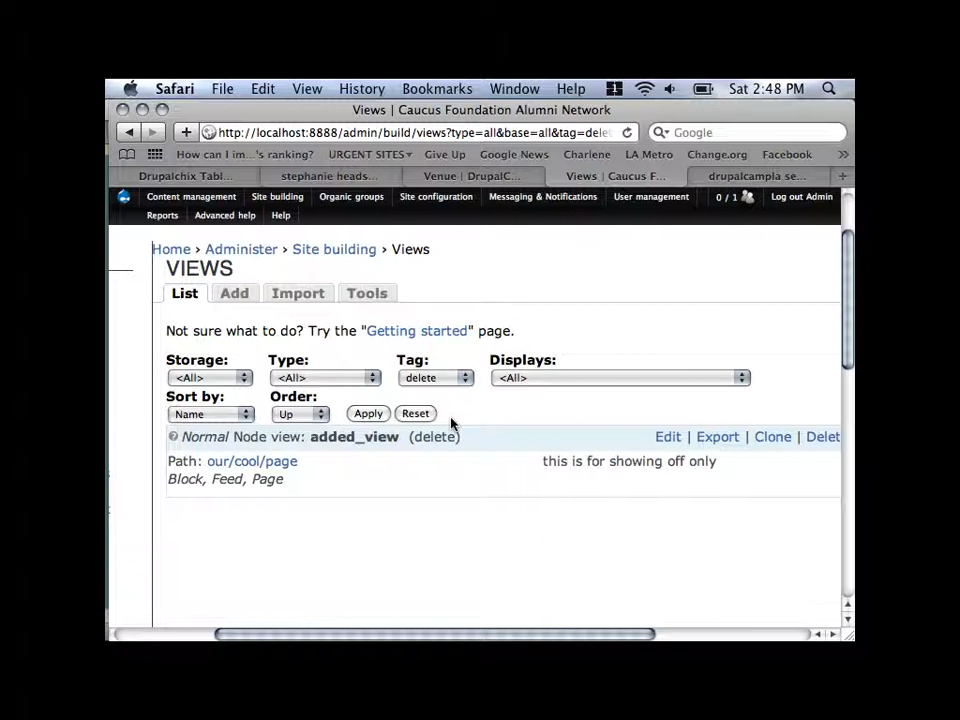 Safari File Edit View History Bookmarks Window Help Sat 2:48 PM
Views | Caucus Foundation Alumni Network
http://localhost:8888/admin/build/views?type=all&base=all&tag=dele Google
How can I im...'s ranking? URGENT SITES Give Up Google News Charlene LA Metro Change.org Facebook
Drupalchix Tabl... stephanie heads... Venue | DrupalC... Views | Caucus F... drupalcampla se...
Content management Site building Organic groups Site configuration Messaging & Notifications User management 0 / 1 Log out Admin
Reports Advanced help Help
Home › Administer › Site building › Views
VIEWS
List Add Import Tools
Not sure what to do? Try the "Getting started" page.
Storage: Type: Tag: Displays:
<All> <All> delete <All>
Sort by: Order:
Name Up Apply Reset
Normal Node view: added_view (delete) Edit | Export | Clone | Delet
Path: our/cool/page this is for showing off only
Block, Feed, Page